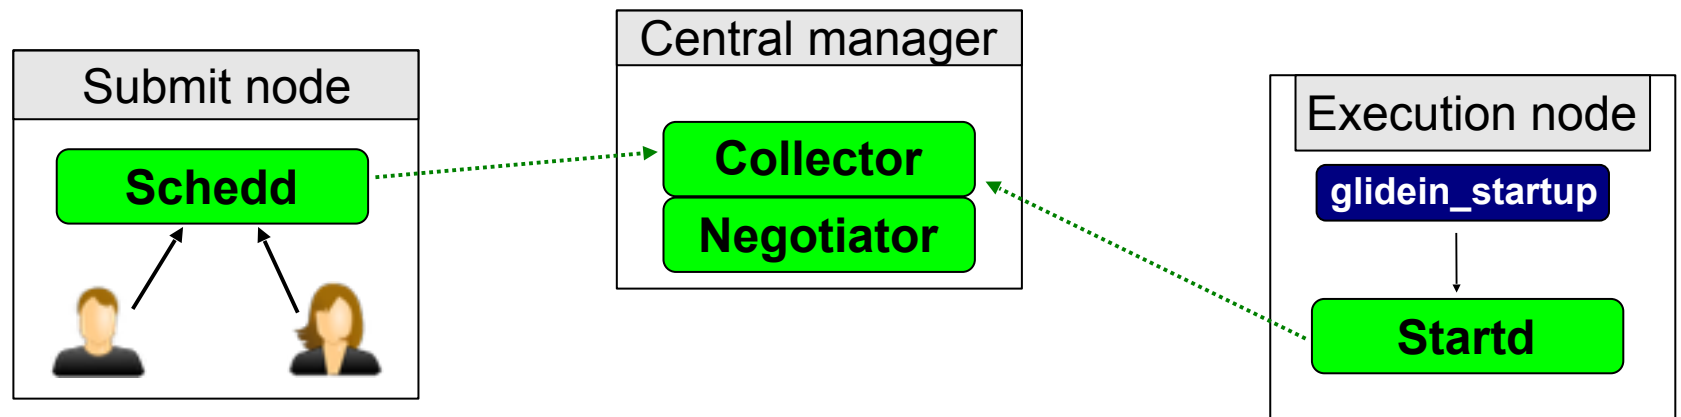 Submit node
Schedd
Central manager
Collector
Negotiator
Execution node
glidein_startup
Startd